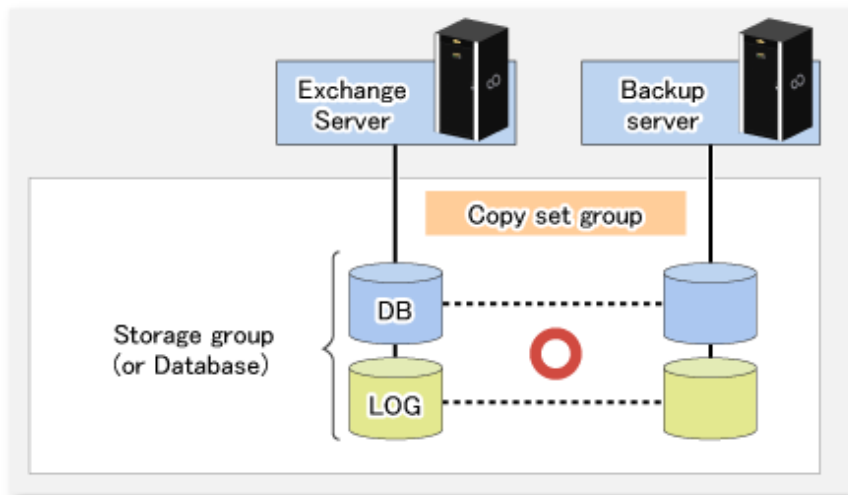 Exchange
Server
Backup
server
Copy set group
DB
Storage group
(or Database)
LOG